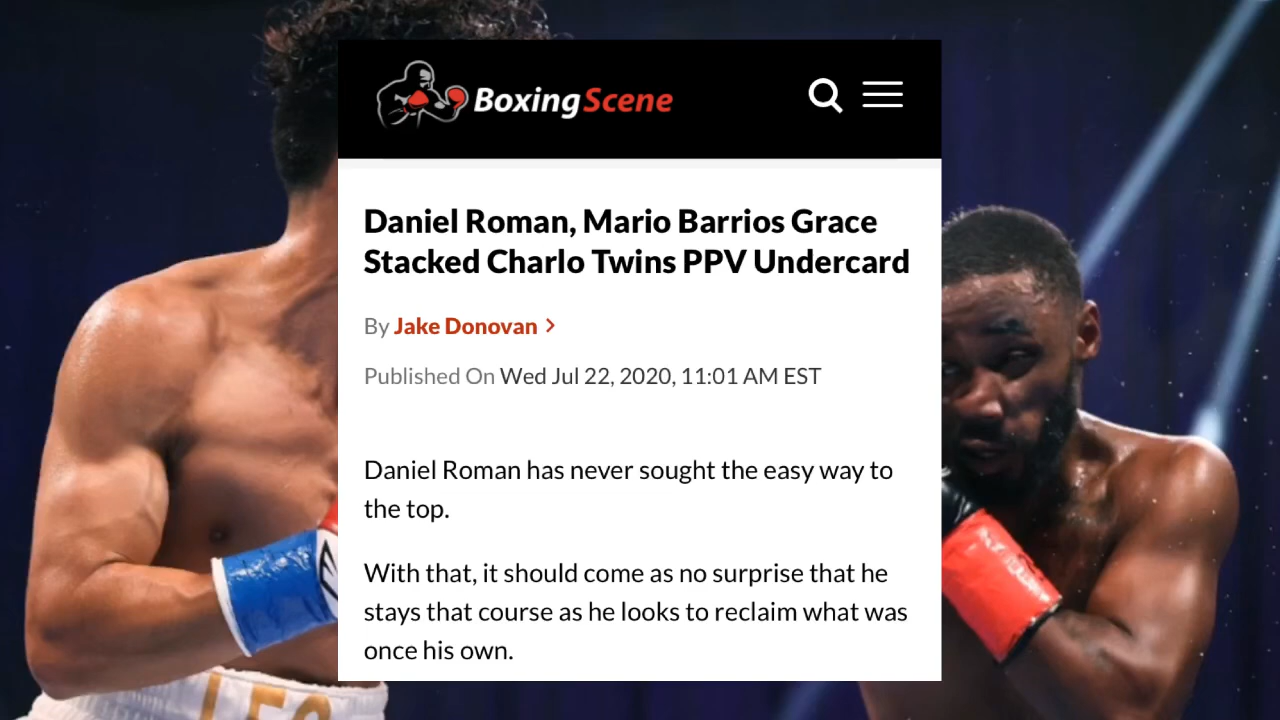 BoxingScene
Daniel Roman, Mario Barrios Grace
Stacked Charlo Twins PPV Undercard
By Jake Donovan >
Published On Wed Jul 22, 2020, 11:01 AM EST
Daniel Roman has never sought the easy way to
the top.
With that, it should come as no surprise that he
stays that course as he looks to reclaim what was
once his own.